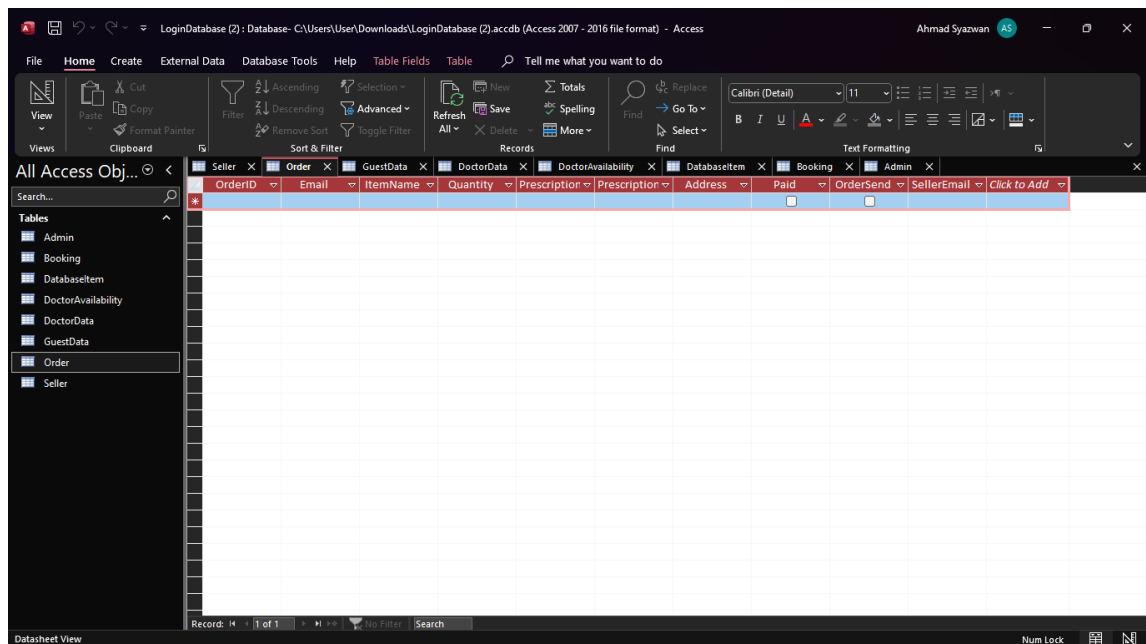 LoginDatabase (2) : Database- C:\Users\User\Downloads\LoginDatabase (2).accdb (Access 2007 - 2016 file format) - Access
Ahmad Syazwan AS
File Home Create External Data Database Tools Help Table Fields Table Tell me what you want to do
View
Paste
Cut
Copy
Format Painter
Filter
Ascending
Descending
Remove Sort
Selection
Advanced
Toggle Filter
Refresh All
New
Save
Delete
Totals
Spelling
More
Find
Replace
Go To
Select
Calibri (Detail) 11
B I U A
Views Clipboard Sort & Filter Records Find Text Formatting
All Access Obj...
Search...
Tables
Admin
Booking
DatabaseItem
DoctorAvailability
DoctorData
GuestData
Order
Seller
Seller Order GuestData DoctorData DoctorAvailability DatabaseItem Booking Admin
OrderID Email ItemName Quantity Prescription Prescription Address Paid OrderSend SellerEmail Click to Add
Record: 1 of 1 No Filter Search
Datasheet View
Num Lock